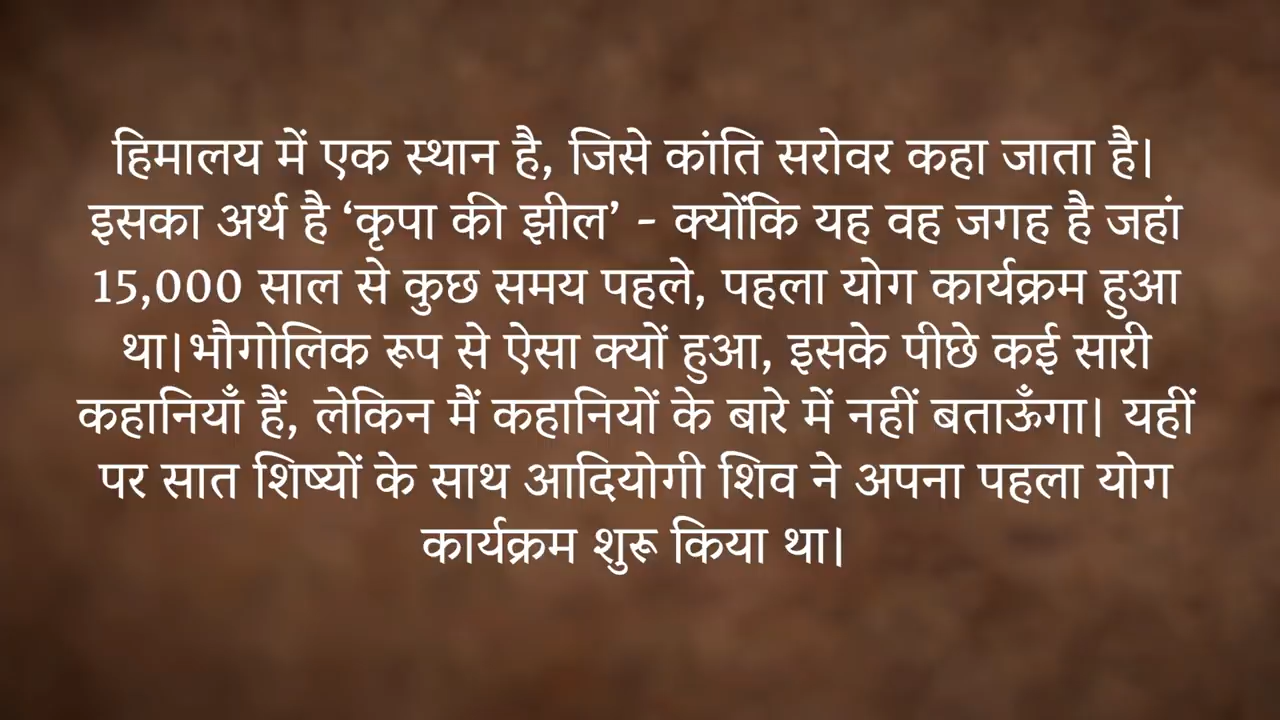 हिमालय में एक स्थान है, जिसे कांति सरोवर कहा जाता है।
इसका अर्थ है ‘कृपा की झील’ - क्योंकि यह वह जगह है जहां
15,000 साल से कुछ समय पहले, पहला योग कार्यक्रम हुआ
था।भौगोलिक रूप से ऐसा क्यों हुआ, इसके पीछे कई सारी
कहानियाँ हैं, लेकिन मैं कहानियों के बारे में नहीं बताऊँगा। यहीं
पर सात शिष्यों के साथ आदियोगी शिव ने अपना पहला योग
कार्यक्रम शुरू किया था।